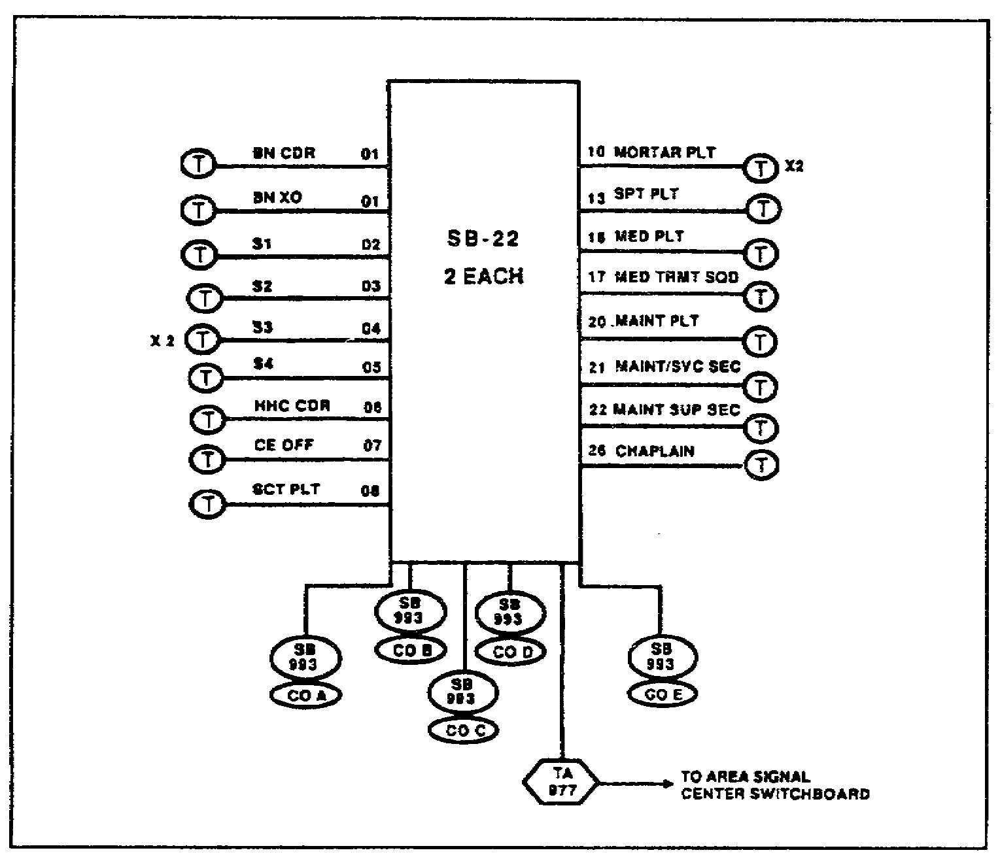 SB-22
2 EACH
T BN CDR 01
T BN XO 01
T S1 02
T S2 03
X 2 T S3 04
T S4 05
T HHC CDR 06
T CE OFF 07
T SCT PLT 08
10 MORTAR PLT T X2
13 SPT PLT T
MED PLT T
17 MED TRMT SQD T
20 MAINT PLT T
21 MAINT/SVC SEC T
22 MAINT SUP SEC T
26 CHAPLAIN T
SB
993
CO A
SB
993
CO B
SB
993
CO C
SB
993
CO D
SB
993
CO E
TA
977
TO AREA SIGNAL
CENTER SWITCHBOARD